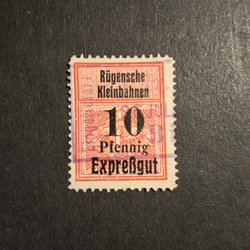 Rügensche
Kleinbahnen
10
Pfennig
Expreßgut